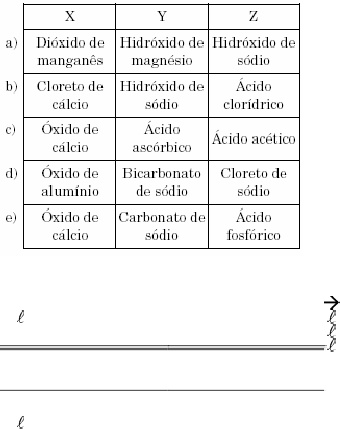 X Y Z
a) Dióxido de manganês Hidróxido de magnésio Hidróxido de sódio
b) Cloreto de cálcio Hidróxido de sódio Ácido clorídrico
c) Óxido de cálcio Ácido ascórbico Ácido acético
d) Óxido de alumínio Bicarbonato de sódio Cloreto de sódio
e) Óxido de cálcio Carbonato de sódio Ácido fosfórico
→
ℓ ℓ
ℓ
ℓ
ℓ